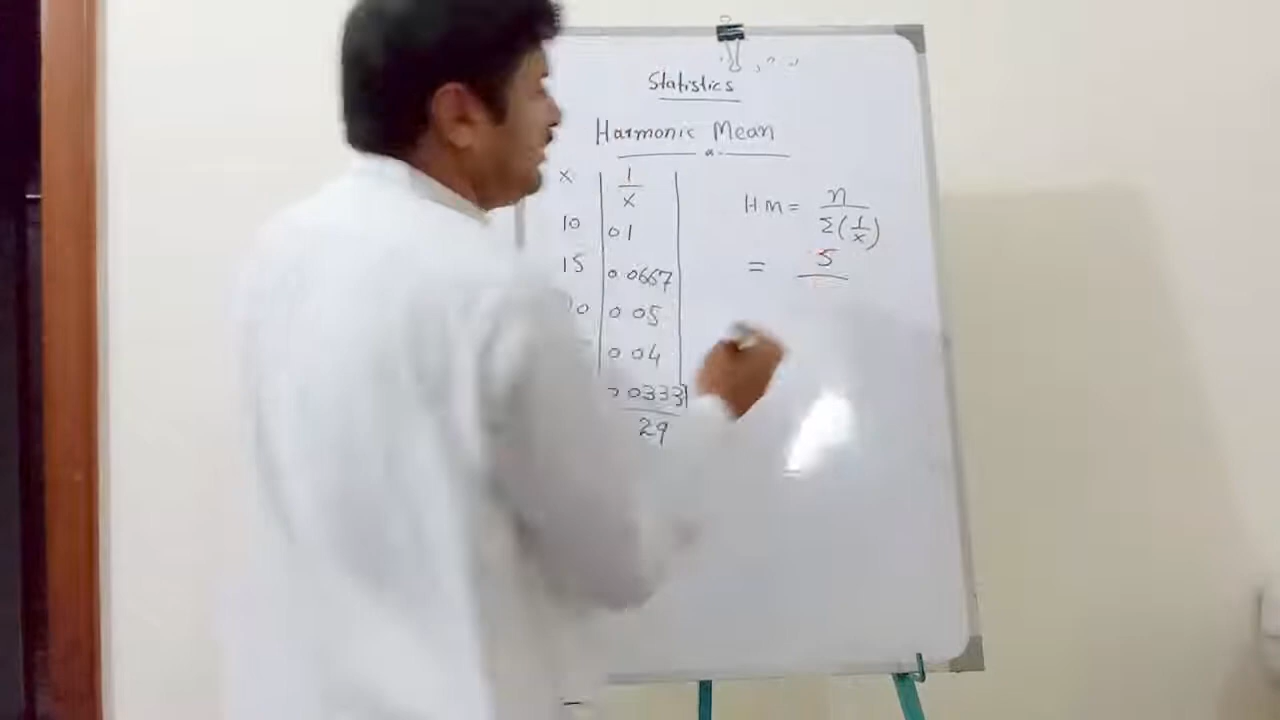 Statistics
Harmonic Mean
x 1/x
10 0 1
15 0 0667
0 0 05
0 04
0333
29
HM = n/Σ(1/x)
= 5